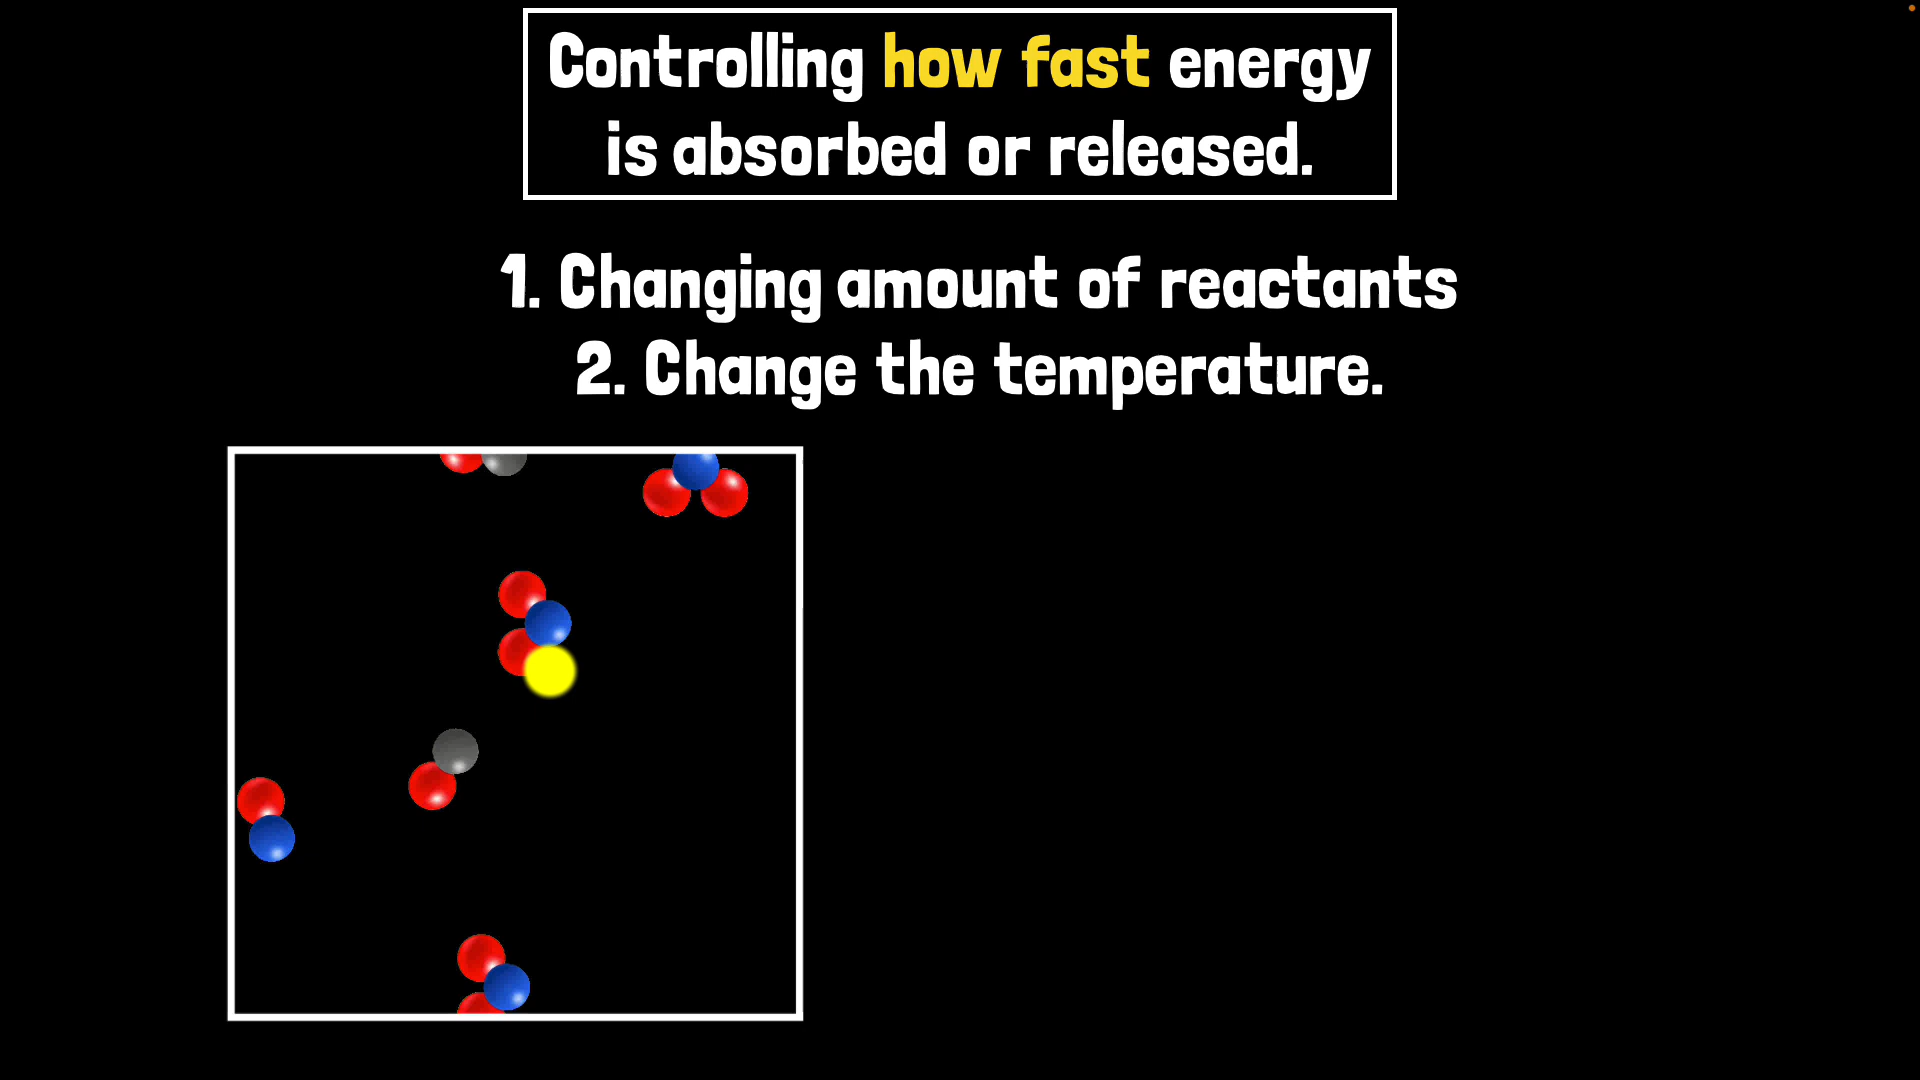 Controlling how fast energy
is absorbed or released.
1. Changing amount of reactants
2. Change the temperature.